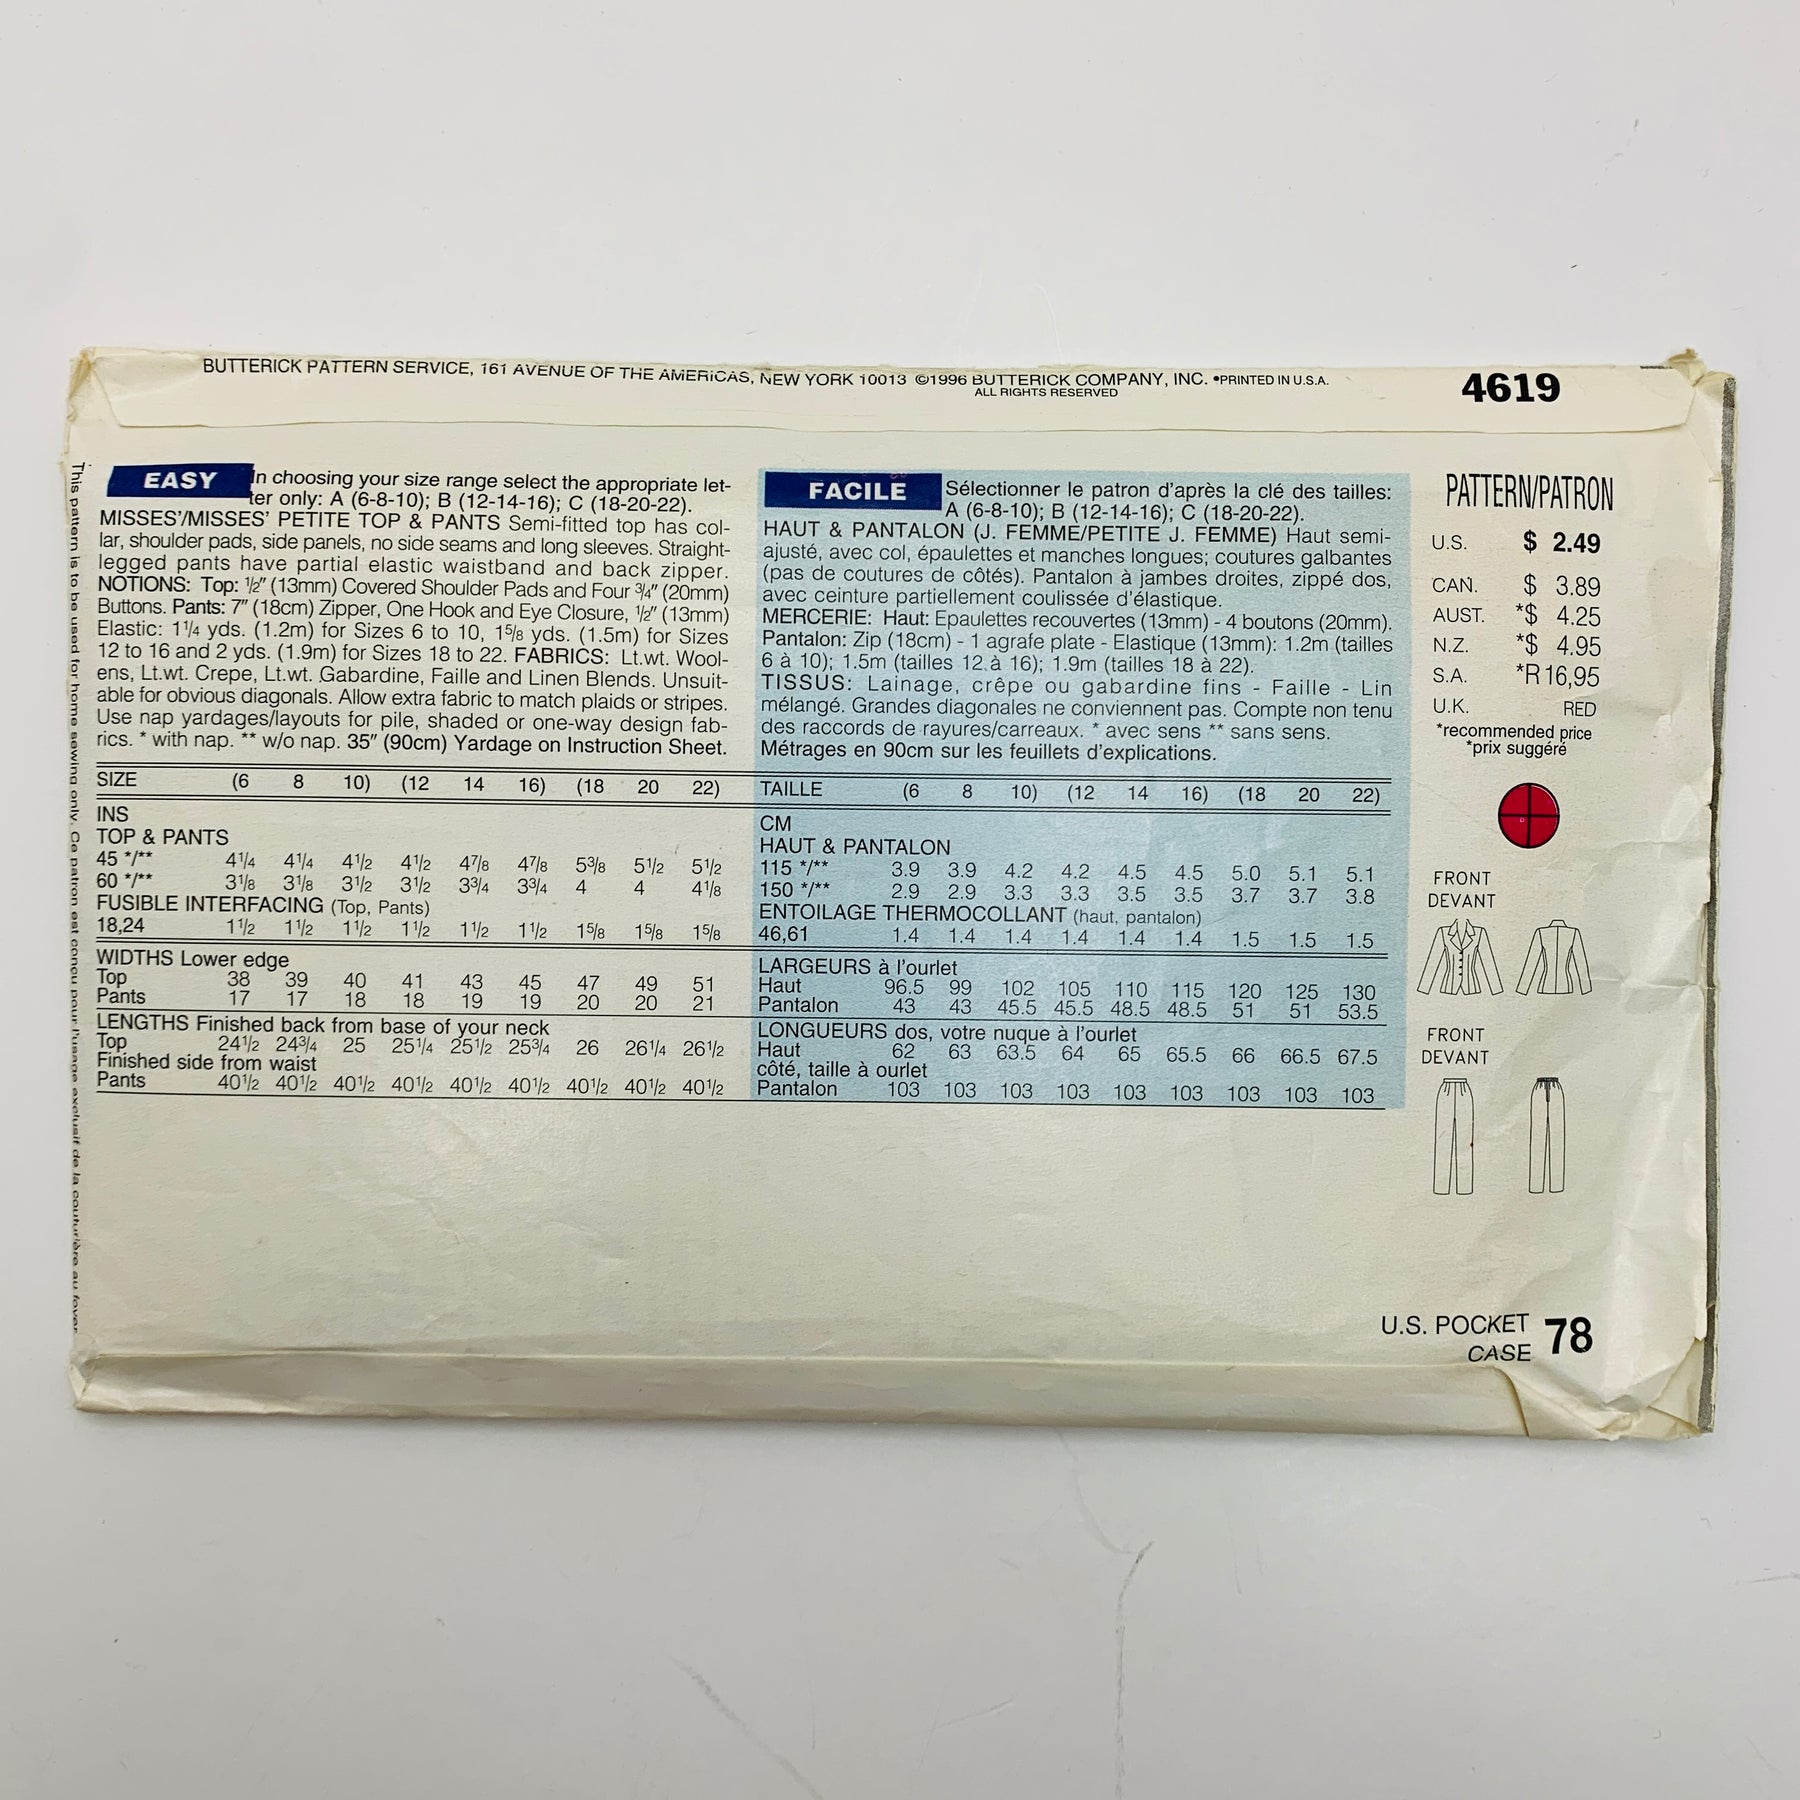 BUTTERICK PATTERN SERVICE, 161 AVENUE OF THE AMERICAS, NEW YORK 10013 ©1996 BUTTERICK COMPANY, INC. •PRINTED IN U.S.A.
ALL RIGHTS RESERVED
4619
This pattern is to be used for home sewing only. Ce patron est conçu pour l'usage exclusif de la couturière au foyer.
EASY In choosing your size range select the appropriate let-
ter only: A (6-8-10); B (12-14-16); C (18-20-22).
MISSES'/MISSES' PETITE TOP & PANTS Semi-fitted top has col-
lar, shoulder pads, side panels, no side seams and long sleeves. Straight-
legged pants have partial elastic waistband and back zipper.
NOTIONS: Top: 1/2" (13mm) Covered Shoulder Pads and Four 3/4" (20mm)
Buttons. Pants: 7" (18cm) Zipper, One Hook and Eye Closure, 1/2" (13mm)
Elastic: 1 1/4 yds. (1.2m) for Sizes 6 to 10, 1 5/8 yds. (1.5m) for Sizes
12 to 16 and 2 yds. (1.9m) for Sizes 18 to 22. FABRICS: Lt.wt. Wool-
ens, Lt.wt. Crepe, Lt.wt. Gabardine, Faille and Linen Blends. Unsuit-
able for obvious diagonals. Allow extra fabric to match plaids or stripes.
Use nap yardages/layouts for pile, shaded or one-way design fab-
rics. * with nap. ** w/o nap. 35" (90cm) Yardage on Instruction Sheet.
SIZE (6 8 10) (12 14 16) (18 20 22)
INS
TOP & PANTS
45 */** 4 1/4 4 1/4 4 1/2 4 1/2 4 7/8 4 7/8 5 3/8 5 1/2 5 1/2
60 */** 3 1/8 3 1/8 3 1/2 3 1/2 3 3/4 3 3/4 4 4 4 1/8
FUSIBLE INTERFACING (Top, Pants)
18,24 1 1/2 1 1/2 1 1/2 1 1/2 1 1/2 1 1/2 1 5/8 1 5/8 1 5/8
WIDTHS Lower edge
Top 38 39 40 41 43 45 47 49 51
Pants 17 17 18 18 19 19 20 20 21
LENGTHS Finished back from base of your neck
Top 24 1/2 24 3/4 25 25 1/4 25 1/2 25 3/4 26 26 1/4 26 1/2
Finished side from waist
Pants 40 1/2 40 1/2 40 1/2 40 1/2 40 1/2 40 1/2 40 1/2 40 1/2 40 1/2
FACILE Sélectionner le patron d'après la clé des tailles:
A (6-8-10); B (12-14-16); C (18-20-22).
HAUT & PANTALON (J. FEMME/PETITE J. FEMME) Haut semi-
ajusté, avec col, épaulettes et manches longues; coutures galbantes
(pas de coutures de côtés). Pantalon à jambes droites, zippé dos,
avec ceinture partiellement coulissée d'élastique.
MERCERIE: Haut: Epaulettes recouvertes (13mm) - 4 boutons (20mm).
Pantalon: Zip (18cm) - 1 agrafe plate - Elastique (13mm): 1.2m (tailles
6 à 10); 1.5m (tailles 12 à 16); 1.9m (tailles 18 à 22).
TISSUS: Lainage, crêpe ou gabardine fins - Faille - Lin
mélangé. Grandes diagonales ne conviennent pas. Compte non tenu
des raccords de rayures/carreaux. * avec sens ** sans sens.
Métrages en 90cm sur les feuillets d'explications.
TAILLE (6 8 10) (12 14 16) (18 20 22)
CM
HAUT & PANTALON
115 */** 3.9 3.9 4.2 4.2 4.5 4.5 5.0 5.1 5.1
150 */** 2.9 2.9 3.3 3.3 3.5 3.5 3.7 3.7 3.8
ENTOILAGE THERMOCOLLANT (haut, pantalon)
46,61 1.4 1.4 1.4 1.4 1.4 1.4 1.5 1.5 1.5
LARGEURS à l'ourlet
Haut 96.5 99 102 105 110 115 120 125 130
Pantalon 43 43 45.5 45.5 48.5 48.5 51 51 53.5
LONGUEURS dos, votre nuque à l'ourlet
Haut 62 63 63.5 64 65 65.5 66 66.5 67.5
côté, taille à ourlet
Pantalon 103 103 103 103 103 103 103 103 103
PATTERN/PATRON
U.S. $ 2.49
CAN. $ 3.89
AUST. *$ 4.25
N.Z. *$ 4.95
S.A. *R 16,95
U.K. RED
*recommended price
*prix suggéré
FRONT
DEVANT
FRONT
DEVANT
U.S. POCKET
CASE 78